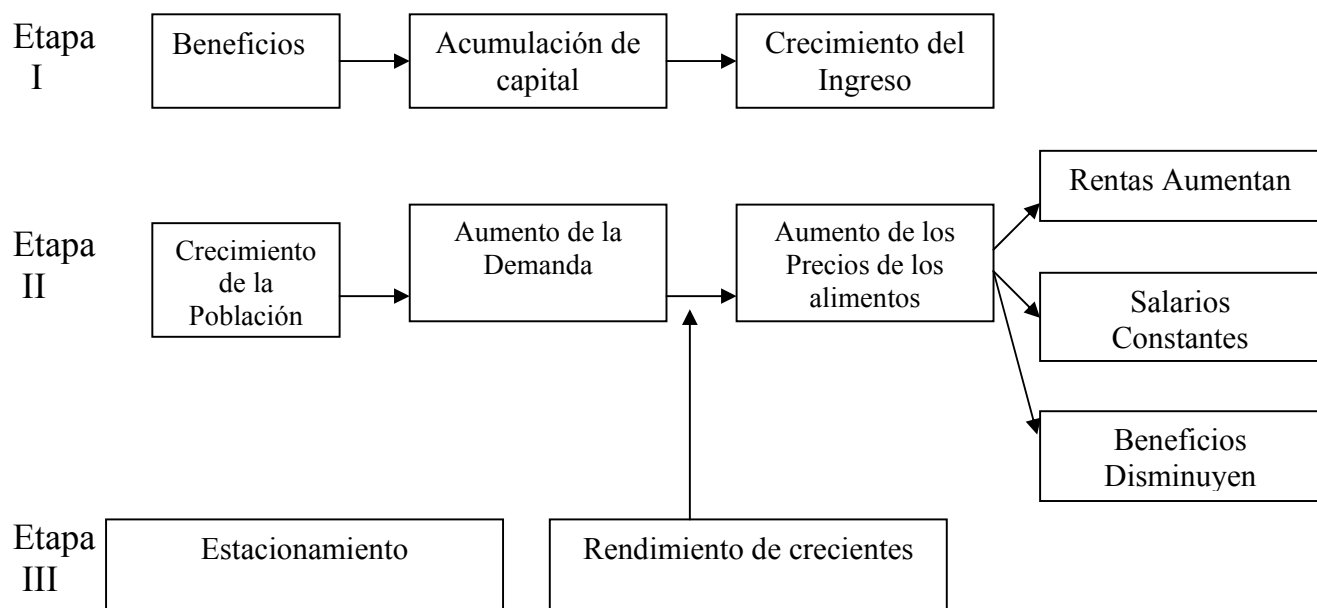 Etapa
I
Beneficios
Acumulación de
capital
Crecimiento del
Ingreso
Etapa
II
Crecimiento
de la
Población
Aumento de la
Demanda
Aumento de los
Precios de los
alimentos
Rentas Aumentan
Salarios
Constantes
Beneficios
Disminuyen
Etapa
III
Estacionamiento
Rendimiento de crecientes